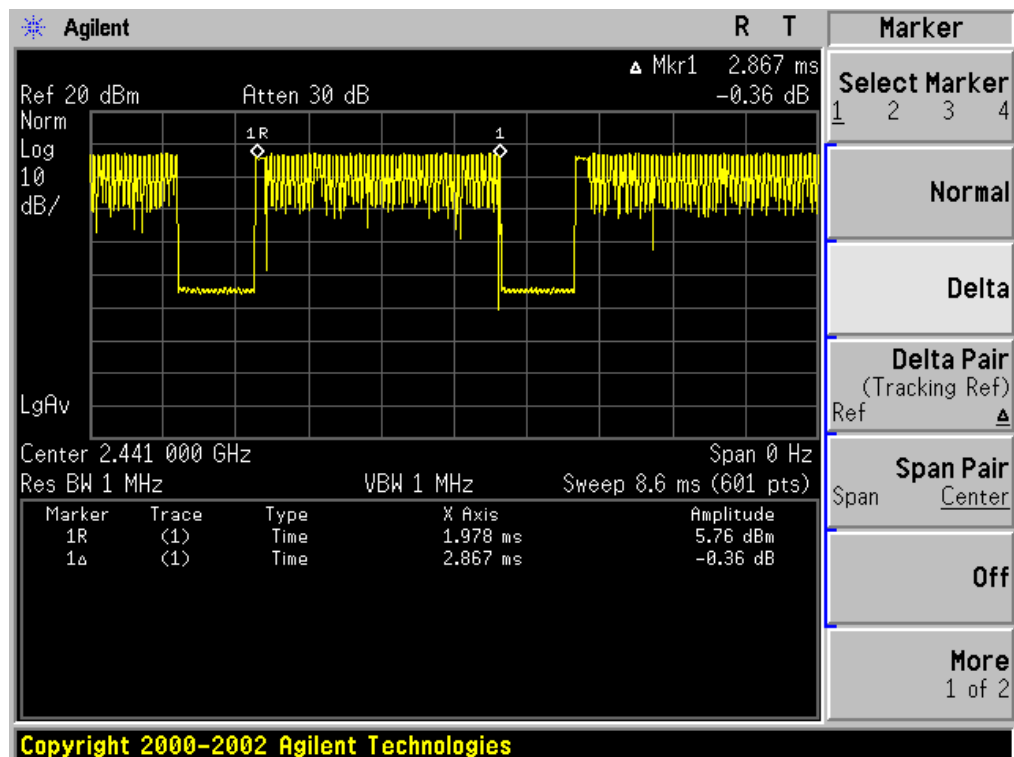 Agilent R T
Δ Mkr1 2.867 ms
Ref 20 dBm Atten 30 dB -0.36 dB
Norm
Log
10
dB/
1R 1
LgAv
Center 2.441 000 GHz Span 0 Hz
Res BW 1 MHz VBW 1 MHz Sweep 8.6 ms (601 pts)
Marker Trace Type X Axis Amplitude
1R (1) Time 1.978 ms 5.76 dBm
1Δ (1) Time 2.867 ms -0.36 dB
Marker
Select Marker
1 2 3 4
Normal
Delta
Delta Pair
(Tracking Ref)
Ref Δ
Span Pair
Span Center
Off
More
1 of 2
Copyright 2000-2002 Agilent Technologies